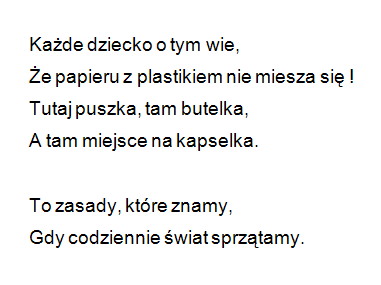 Każde dziecko o tym wie,
Że papieru z plastikiem nie miesza się !
Tutaj puszka, tam butelka,
A tam miejsce na kapselka.

To zasady, które znamy,
Gdy codziennie świat sprzątamy.